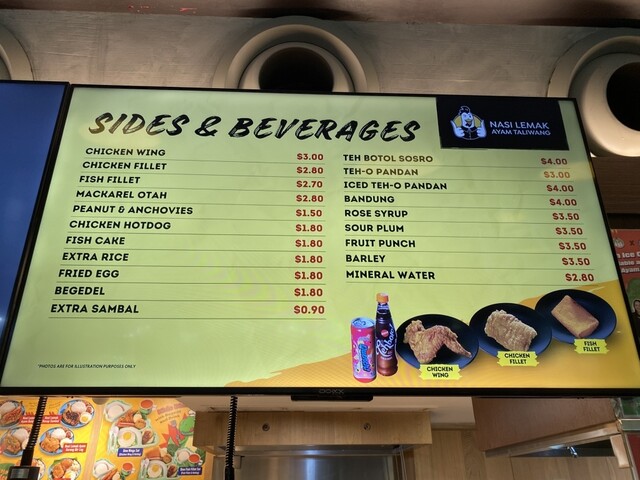 SIDES & BEVERAGES
NASI LEMAK
AYAM TALIWANG
CHICKEN WING $3.00
CHICKEN FILLET $2.80
FISH FILLET $2.70
MACKAREL OTAH $2.80
PEANUT & ANCHOVIES $1.50
CHICKEN HOTDOG $1.80
FISH CAKE $1.80
EXTRA RICE $1.80
FRIED EGG $1.80
BEGEDEL $1.80
EXTRA SAMBAL $0.90
TEH BOTOL SOSRO $4.00
TEH-O PANDAN $3.00
ICED TEH-O PANDAN $4.00
BANDUNG $4.00
ROSE SYRUP $3.50
SOUR PLUM $3.50
FRUIT PUNCH $3.50
BARLEY $3.50
MINERAL WATER $2.80
CHICKEN
WING
CHICKEN
FILLET
FISH
FILLET
*PHOTOS ARE FOR ILLUSTRATION PURPOSES ONLY